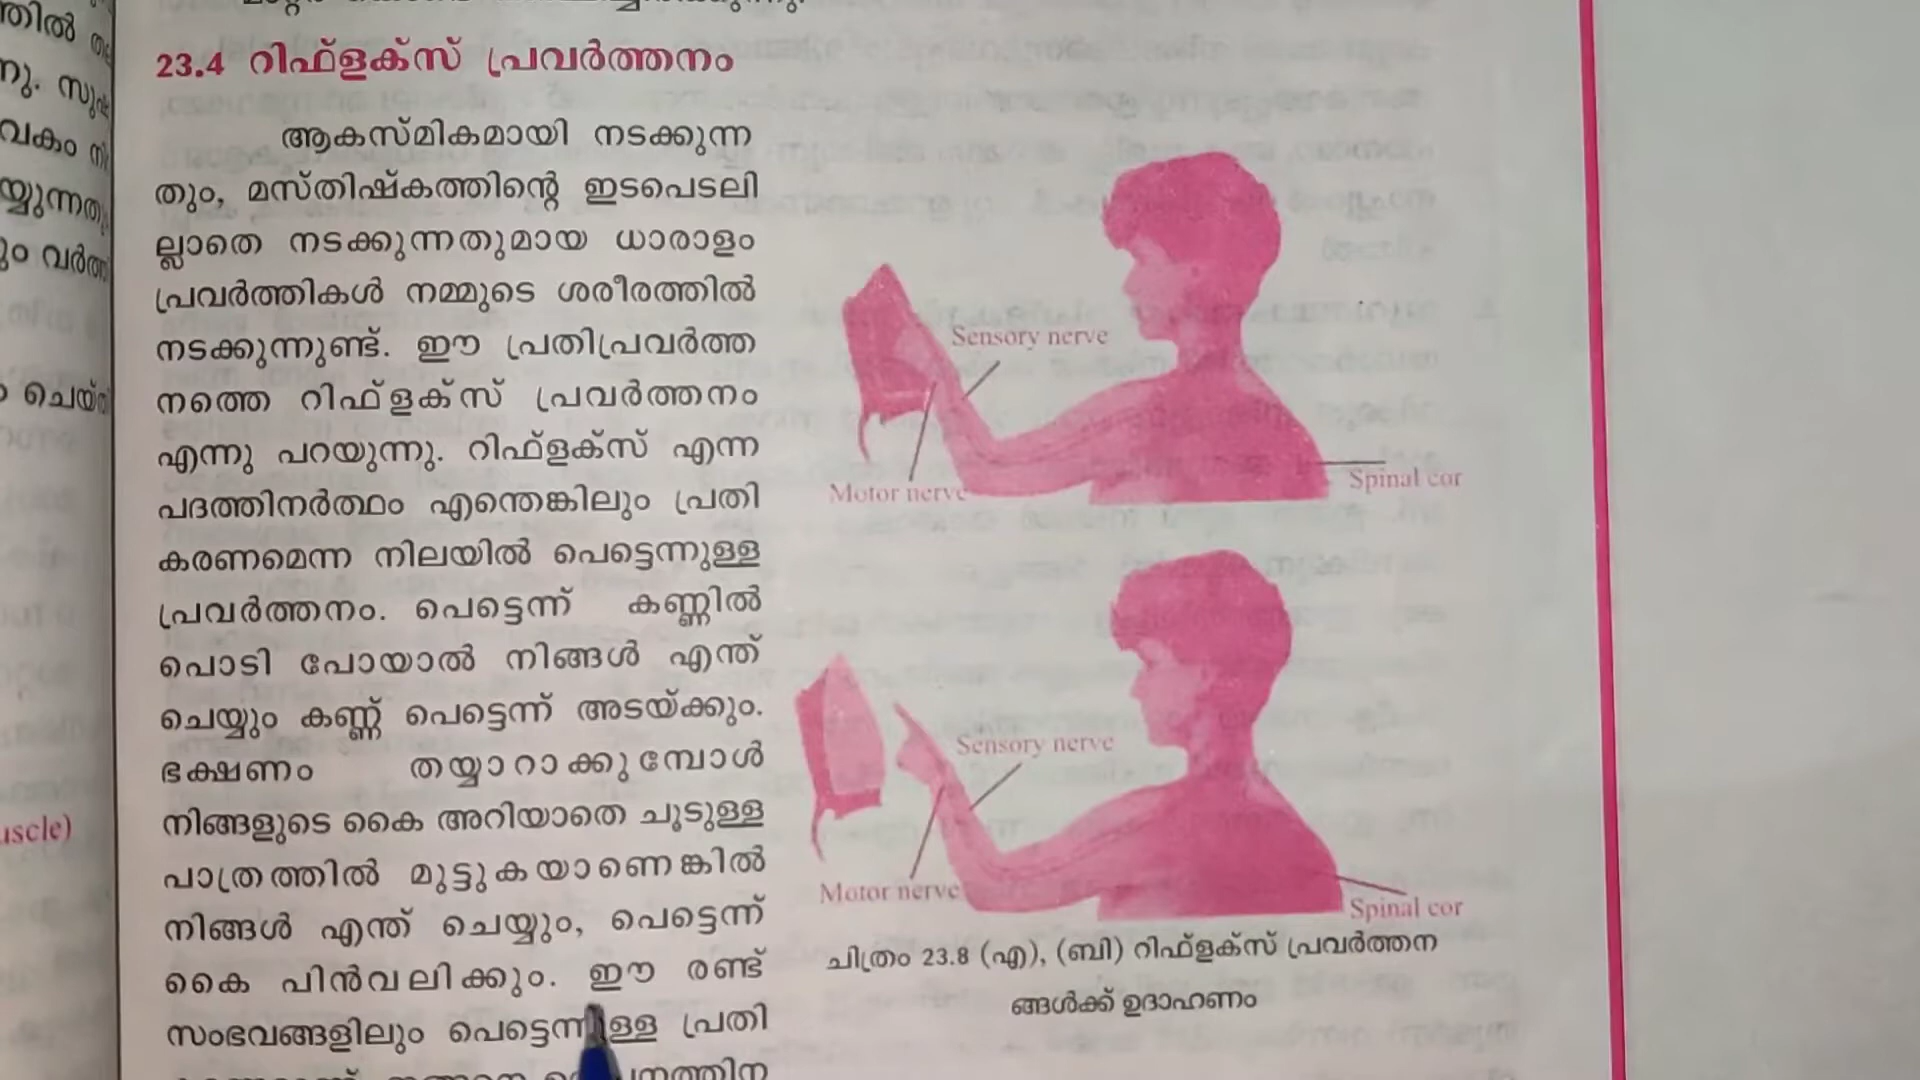 23.4 റിഫ്ളക്സ് പ്രവർത്തനം
ആകസ്മികമായി നടക്കുന്ന
തും, മസ്തിഷ്കത്തിന്റെ ഇടപെടലി
ല്ലാതെ നടക്കുന്നതുമായ ധാരാളം
പ്രവർത്തികൾ നമ്മുടെ ശരീരത്തിൽ
നടക്കുന്നുണ്ട്. ഈ പ്രതിപ്രവർത്ത
നത്തെ റിഫ്ളക്സ് പ്രവർത്തനം
എന്നു പറയുന്നു. റിഫ്ളക്സ് എന്ന
പദത്തിനർത്ഥം എന്തെങ്കിലും പ്രതി
കരണമെന്ന നിലയിൽ പെട്ടെന്നുള്ള
പ്രവർത്തനം. പെട്ടെന്ന് കണ്ണിൽ
പൊടി പോയാൽ നിങ്ങൾ എന്ത്
ചെയ്യും കണ്ണ് പെട്ടെന്ന് അടയ്ക്കും.
ഭക്ഷണം തയ്യാറാക്കുമ്പോൾ
നിങ്ങളുടെ കൈ അറിയാതെ ചൂടുള്ള
പാത്രത്തിൽ മുട്ടുകയാണെങ്കിൽ
നിങ്ങൾ എന്ത് ചെയ്യും, പെട്ടെന്ന്
കൈ പിൻവലിക്കും. ഈ രണ്ട്
സംഭവങ്ങളിലും പെട്ടെന്നുള്ള പ്രതി
Sensory nerve
Motor nerve
Spinal cor
Sensory nerve
Motor nerve
Spinal cor
ചിത്രം 23.8 (എ), (ബി) റിഫ്ളക്സ് പ്രവർത്തന
ങ്ങൾക്ക് ഉദാഹണം